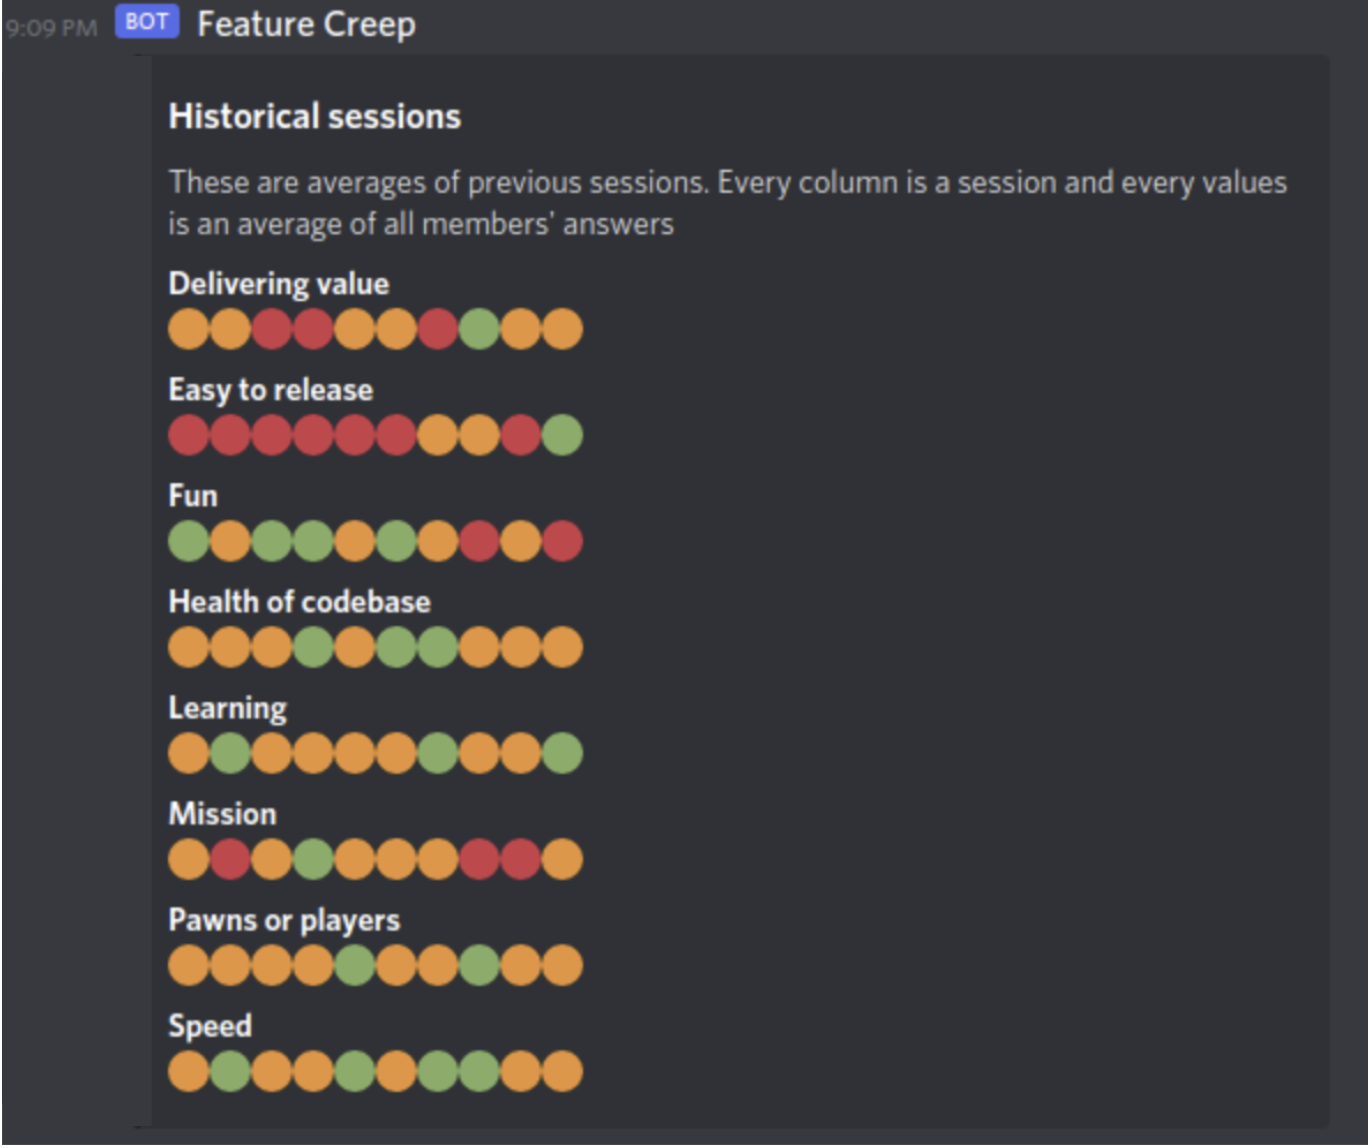 9:09 PM BOT Feature Creep
Historical sessions
These are averages of previous sessions. Every column is a session and every values
is an average of all members' answers
Delivering value
Easy to release
Fun
Health of codebase
Learning
Mission
Pawns or players
Speed